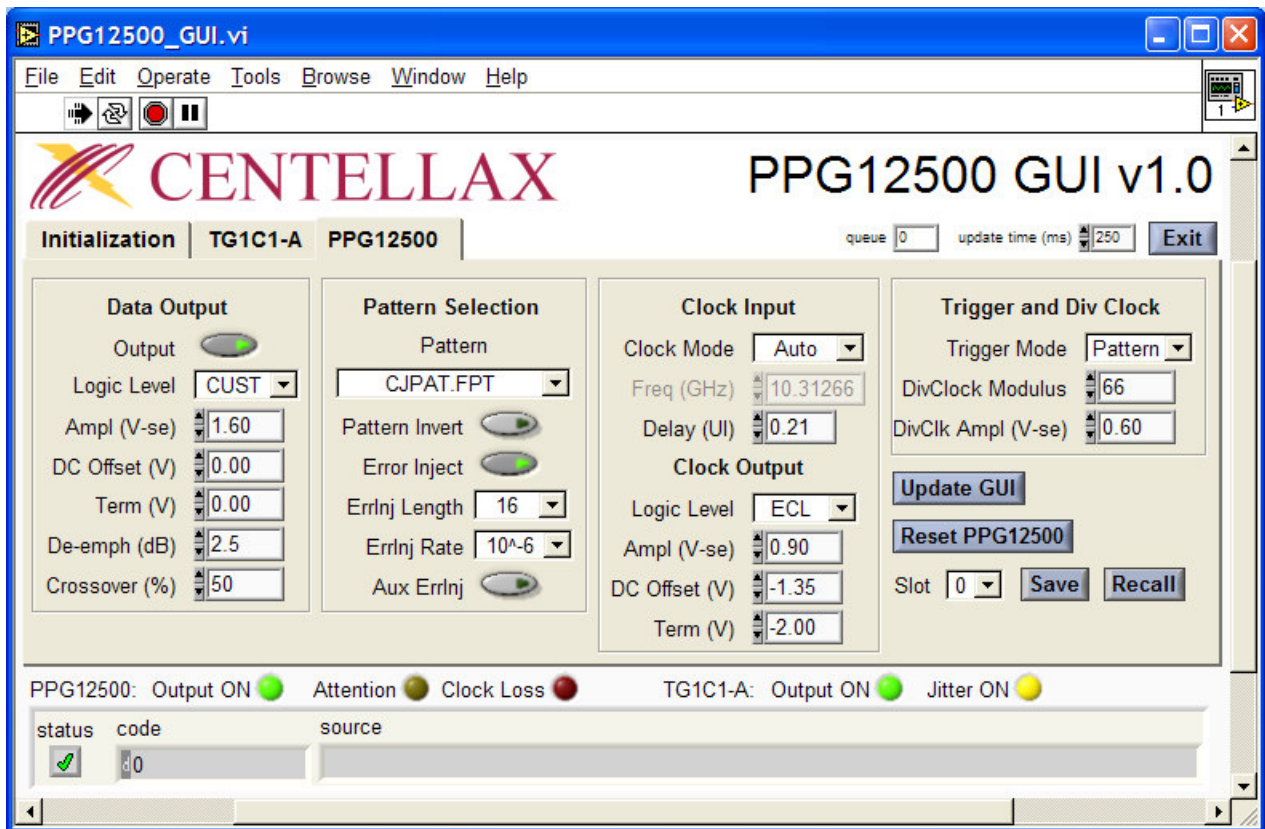 PPG12500_GUI.vi
File Edit Operate Tools Browse Window Help
1
CENTELLAX
PPG12500 GUI v1.0
Initialization TG1C1-A PPG12500
queue 0 update time (ms) 250 Exit
Data Output
Output
Logic Level CUST
Ampl (V-se) 1.60
DC Offset (V) 0.00
Term (V) 0.00
De-emph (dB) 2.5
Crossover (%) 50
Pattern Selection
Pattern
CJPAT.FPT
Pattern Invert
Error Inject
ErrInj Length 16
ErrInj Rate 10^-6
Aux ErrInj
Clock Input
Clock Mode Auto
Freq (GHz) 10.31266
Delay (UI) 0.21
Clock Output
Logic Level ECL
Ampl (V-se) 0.90
DC Offset (V) -1.35
Term (V) -2.00
Trigger and Div Clock
Trigger Mode Pattern
DivClock Modulus 66
DivClk Ampl (V-se) 0.60
Update GUI
Reset PPG12500
Slot 0 Save Recall
PPG12500: Output ON Attention Clock Loss TG1C1-A: Output ON Jitter ON
status code source
d0